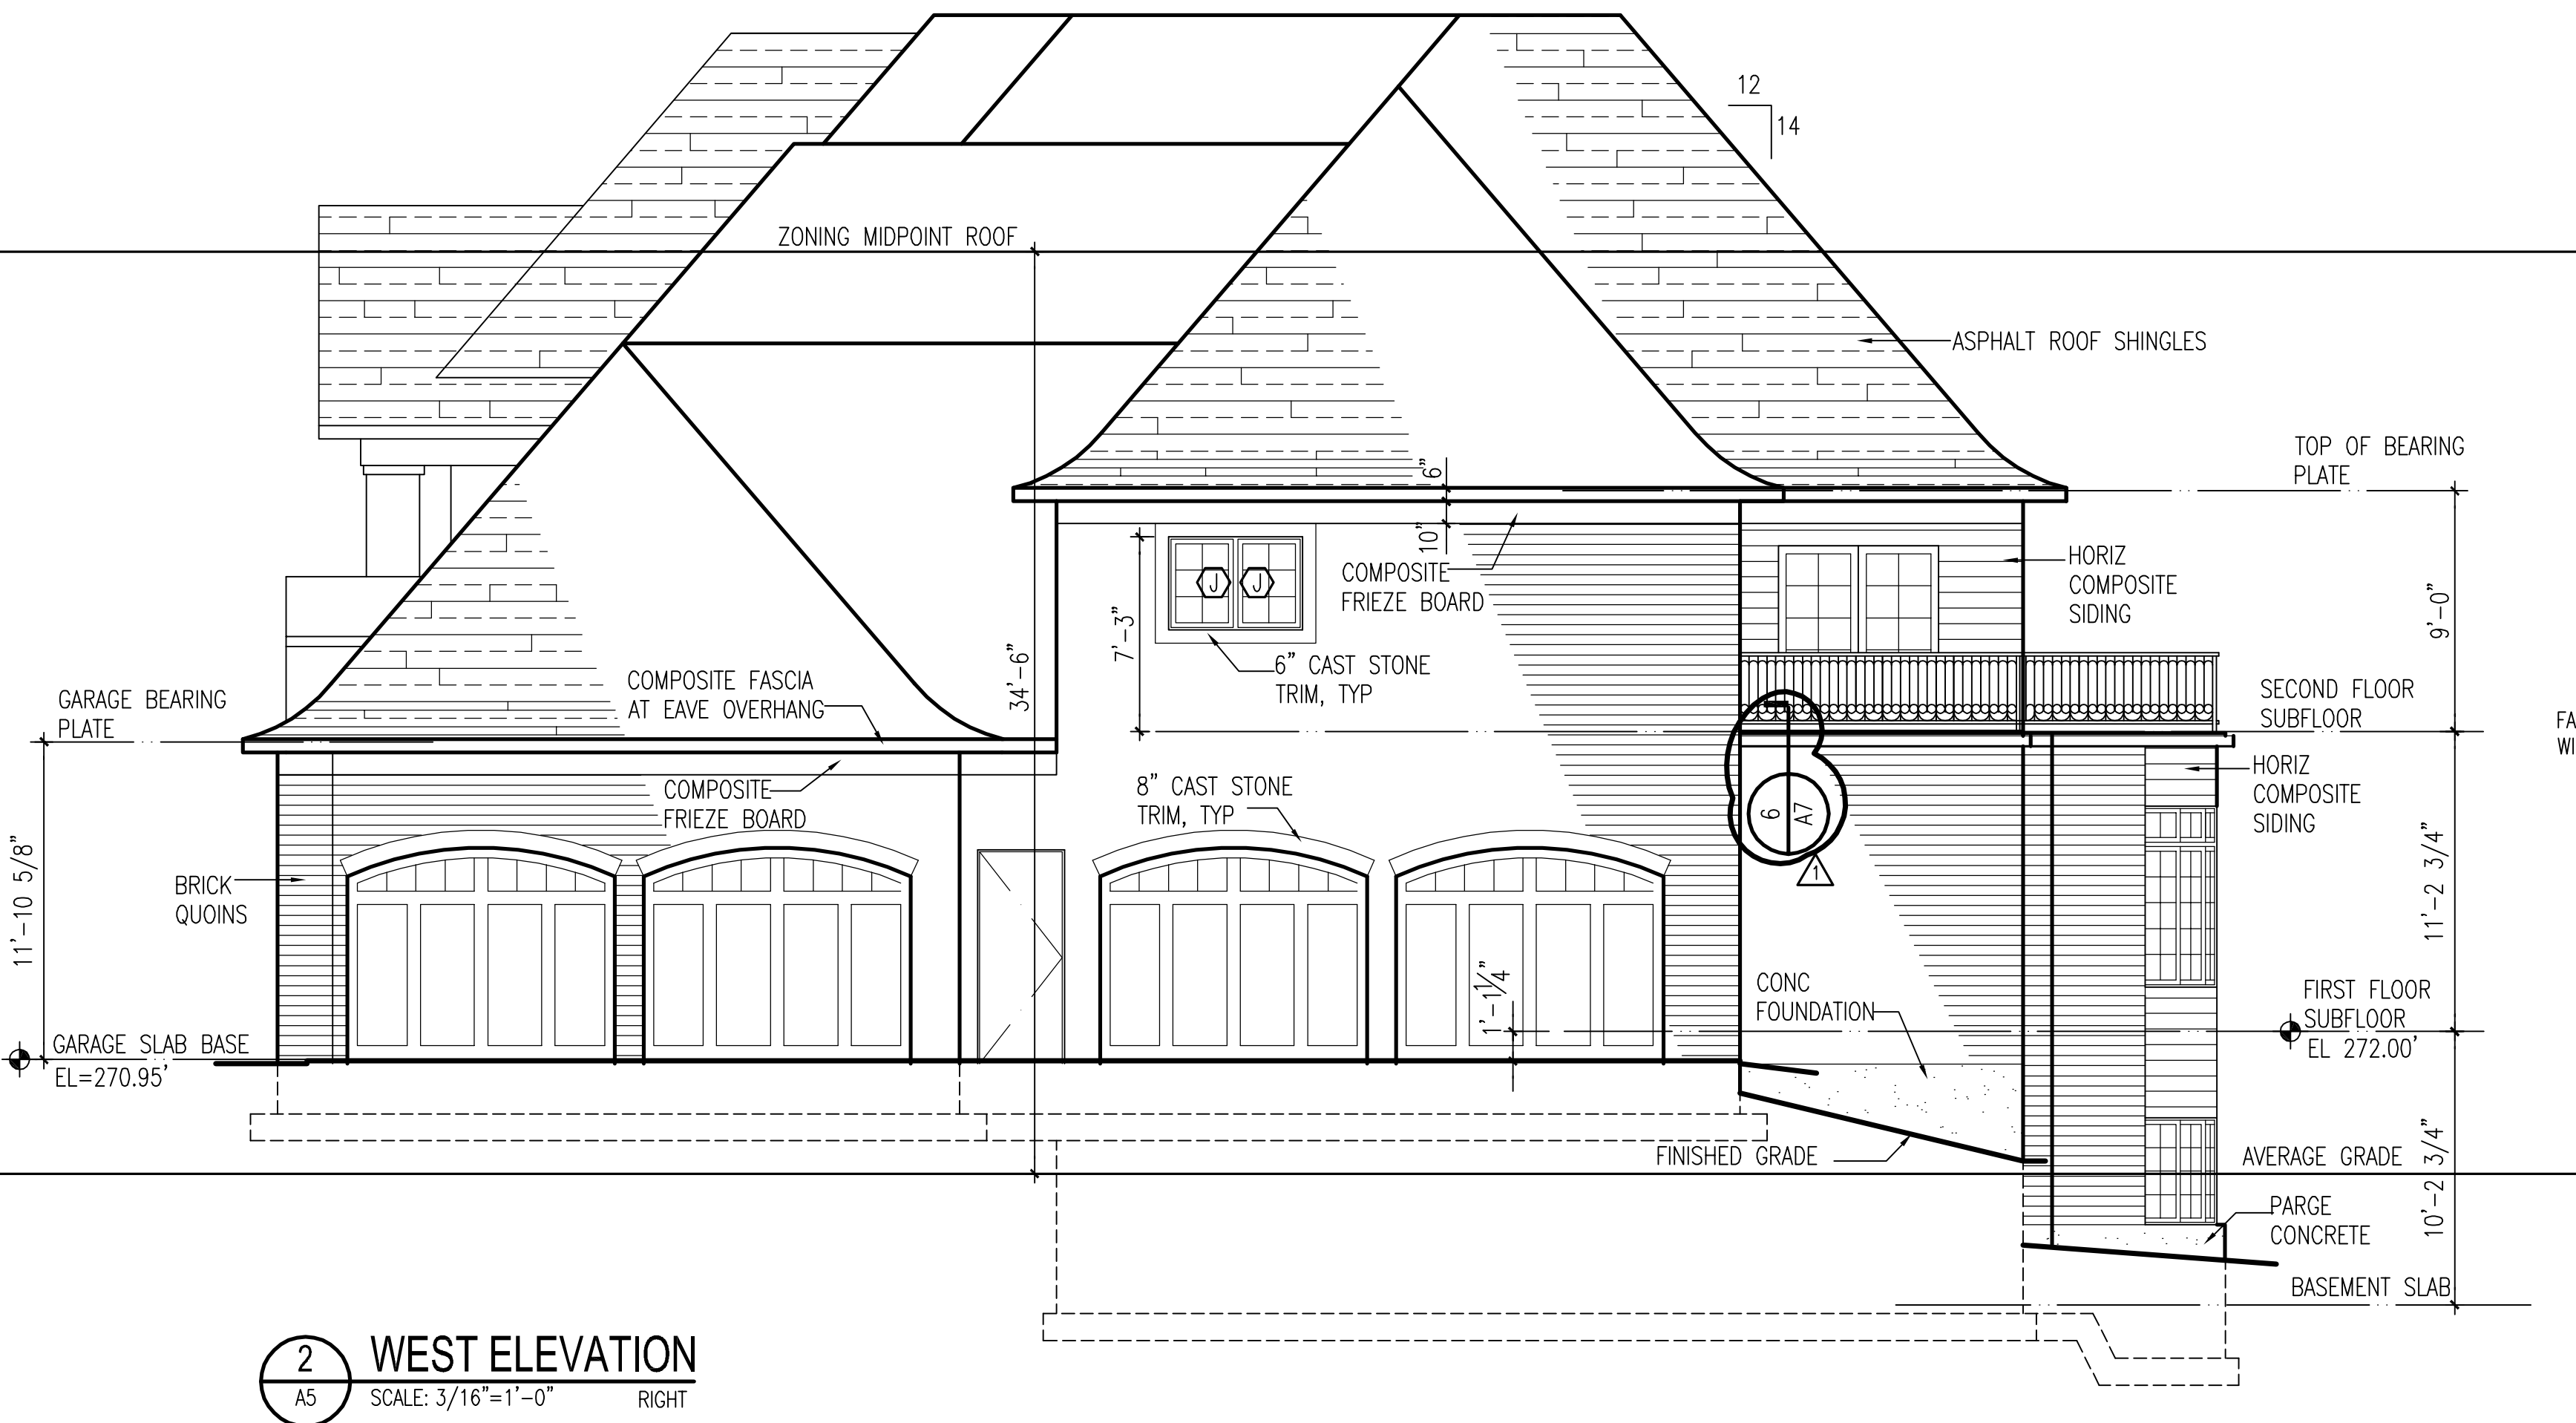 12
14
ZONING MIDPOINT ROOF
ASPHALT ROOF SHINGLES
TOP OF BEARING
PLATE
6"
10"
COMPOSITE
FRIEZE BOARD
HORIZ
COMPOSITE
SIDING
J
J
7'-3"
9'-0"
6" CAST STONE
TRIM, TYP
34'-6"
COMPOSITE FASCIA
AT EAVE OVERHANG
GARAGE BEARING
PLATE
SECOND FLOOR
SUBFLOOR
FA
WI
COMPOSITE
FRIEZE BOARD
8" CAST STONE
TRIM, TYP
6
A7
1
HORIZ
COMPOSITE
SIDING
11'-10 5/8"
BRICK
QUOINS
11'-2 3/4"
1'-1 1/4"
CONC
FOUNDATION
FIRST FLOOR
SUBFLOOR
EL 272.00'
GARAGE SLAB BASE
EL=270.95'
FINISHED GRADE
AVERAGE GRADE
10'-2 3/4"
PARGE
CONCRETE
BASEMENT SLAB
2
A5
WEST ELEVATION
SCALE: 3/16"=1'-0" RIGHT